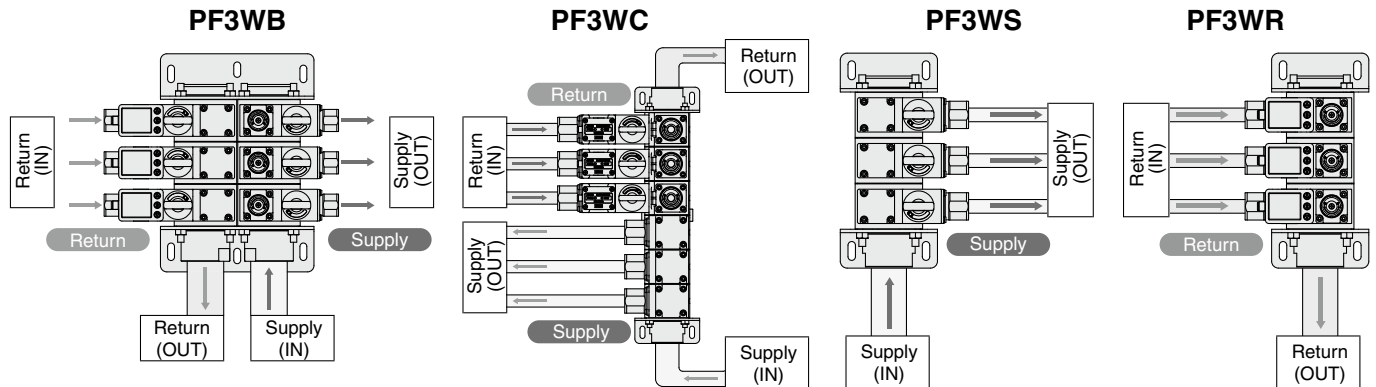 PF3WB
Return
(IN)
Return
Supply
(OUT)
Supply
Return
(OUT)
Supply
(IN)
PF3WC
Return
(OUT)
Return
Return
(IN)
Supply
(OUT)
Supply
Supply
(IN)
PF3WS
Supply
(OUT)
Supply
Supply
(IN)
PF3WR
Return
(IN)
Return
Return
(OUT)